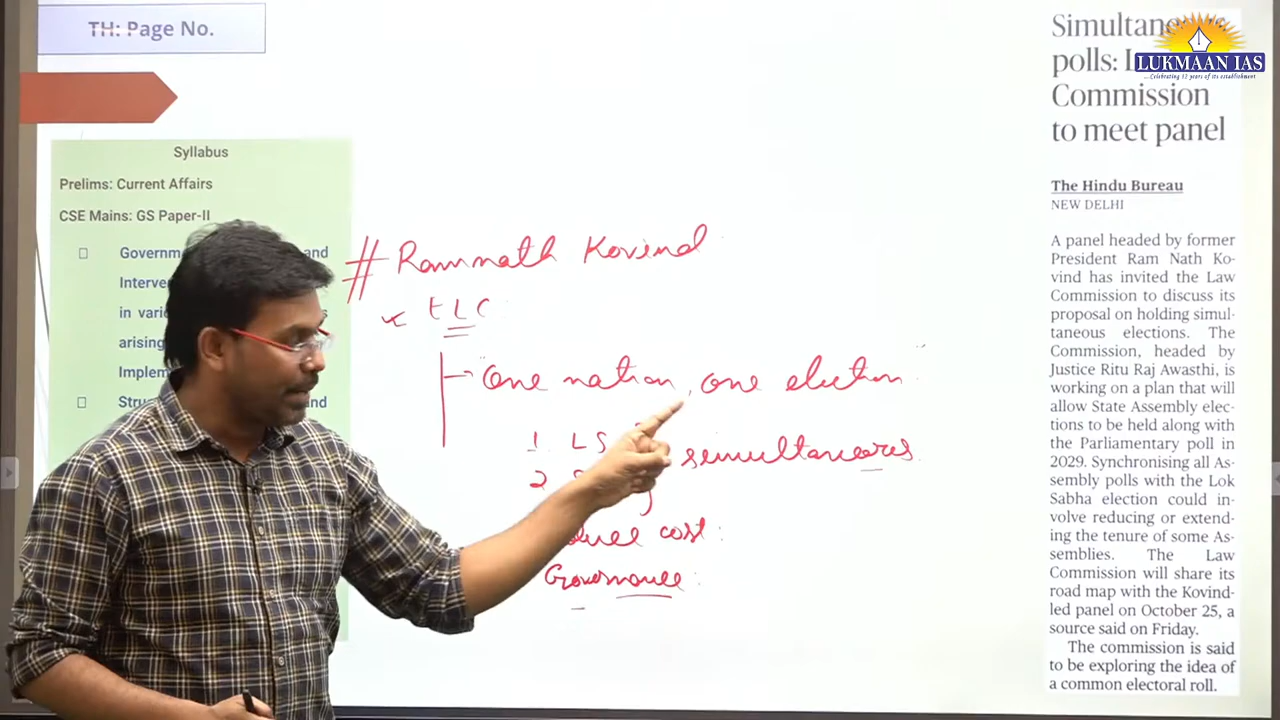 TH: Page No.
Syllabus
Prelims: Current Affairs
CSE Mains: GS Paper-II
Governm and
Interve
in vari s
arising
Implem
Stru and
# Ramnath Kovind
LC
"One nation, one election"
1. LS
2 simultaneous.
cost:
Governance:
Simultane
polls: L
Commission
to meet panel
LUKMAAN IAS
...Celebrating 12 years of its establishment
The Hindu Bureau
NEW DELHI
A panel headed by former
President Ram Nath Ko-
vind has invited the Law
Commission to discuss its
proposal on holding simul-
taneous elections. The
Commission, headed by
Justice Ritu Raj Awasthi, is
working on a plan that will
allow State Assembly elec-
tions to be held along with
the Parliamentary poll in
2029. Synchronising all As-
sembly polls with the Lok
Sabha election could in-
volve reducing or extend-
ing the tenure of some As-
semblies. The Law
Commission will share its
road map with the Kovind-
led panel on October 25, a
source said on Friday.
The commission is said
to be exploring the idea of
a common electoral roll.